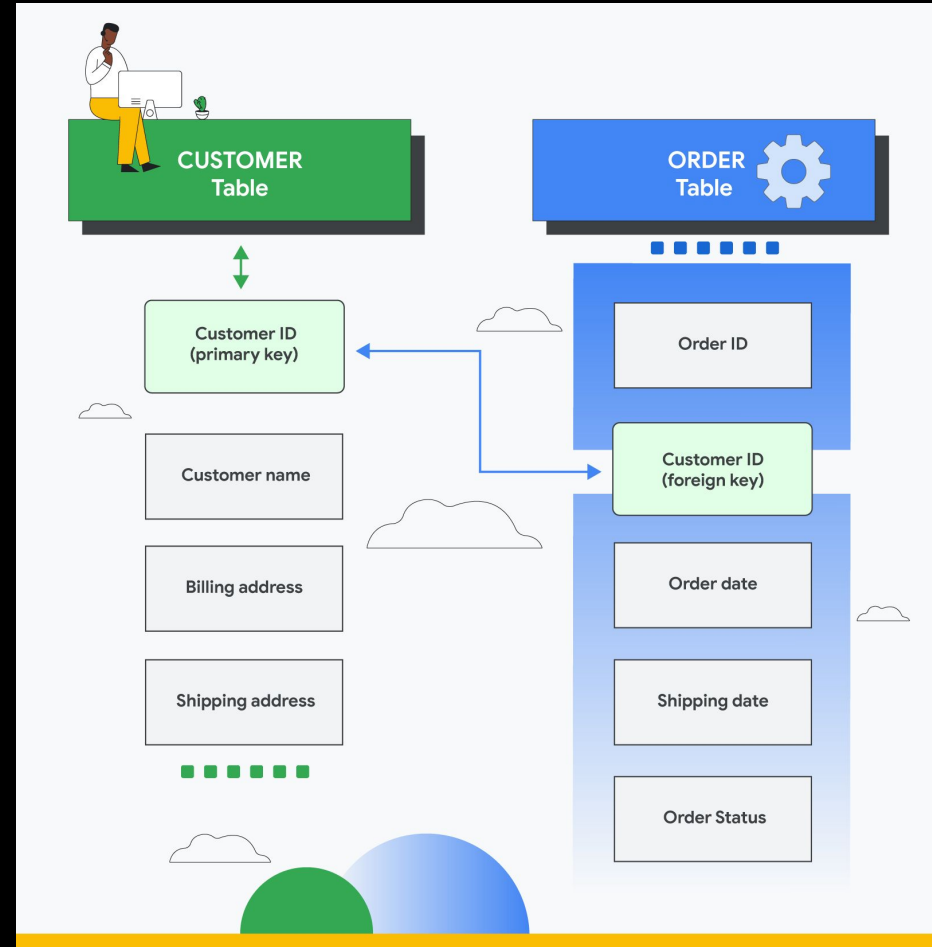 CUSTOMER
Table
Customer ID
(primary key)
Customer name
Billing address
Shipping address
ORDER
Table
Order ID
Customer ID
(foreign key)
Order date
Shipping date
Order Status